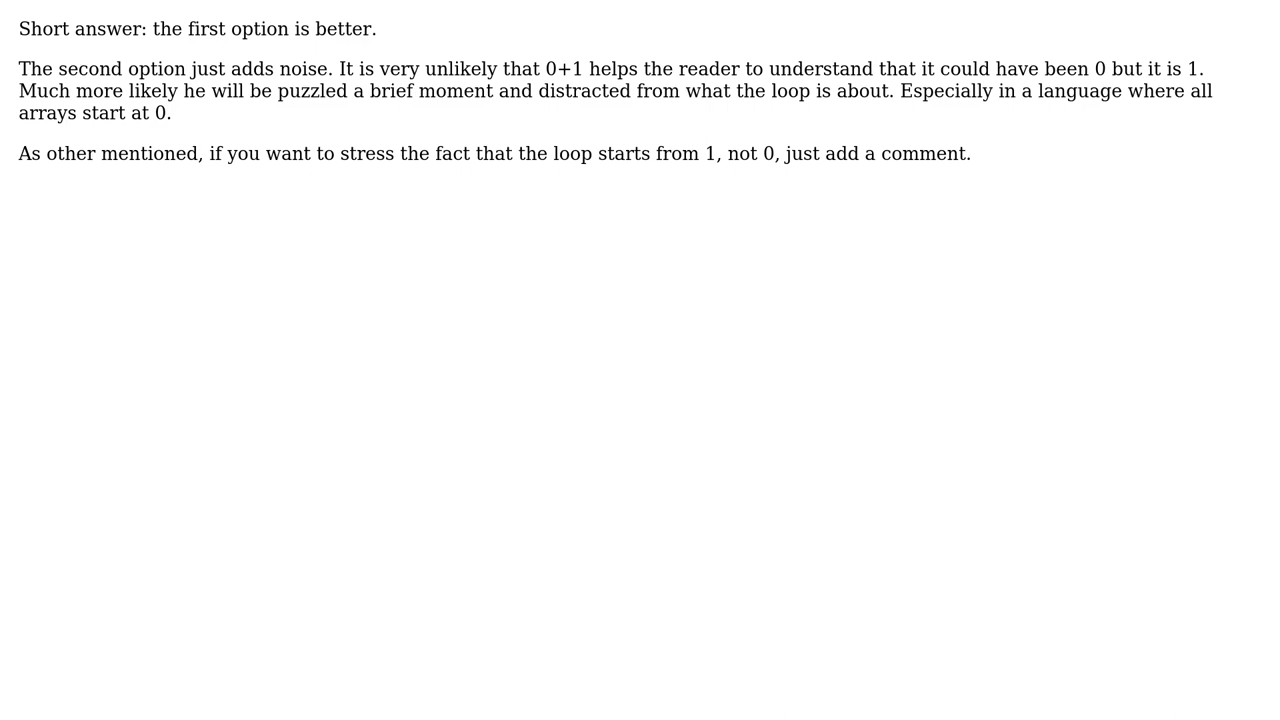 Short answer: the first option is better.
The second option just adds noise. It is very unlikely that 0+1 helps the reader to understand that it could have been 0 but it is 1.
Much more likely he will be puzzled a brief moment and distracted from what the loop is about. Especially in a language where all
arrays start at 0.
As other mentioned, if you want to stress the fact that the loop starts from 1, not 0, just add a comment.